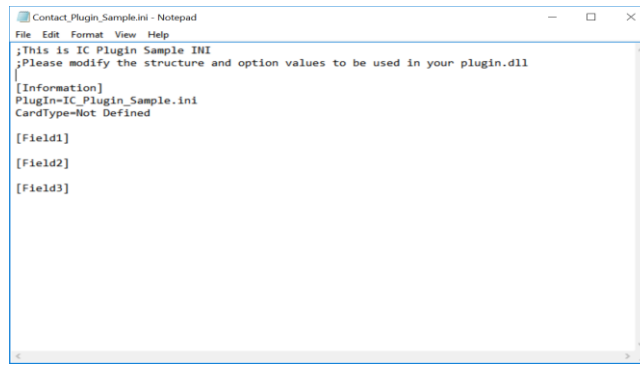 Contact_Plugin_Sample.ini - Notepad
File Edit Format View Help
;This is IC Plugin Sample INI
;Please modify the structure and option values to be used in your plugin.dll
[Information]
PlugIn=IC_Plugin_Sample.ini
CardType=Not Defined
[Field1]
[Field2]
[Field3]